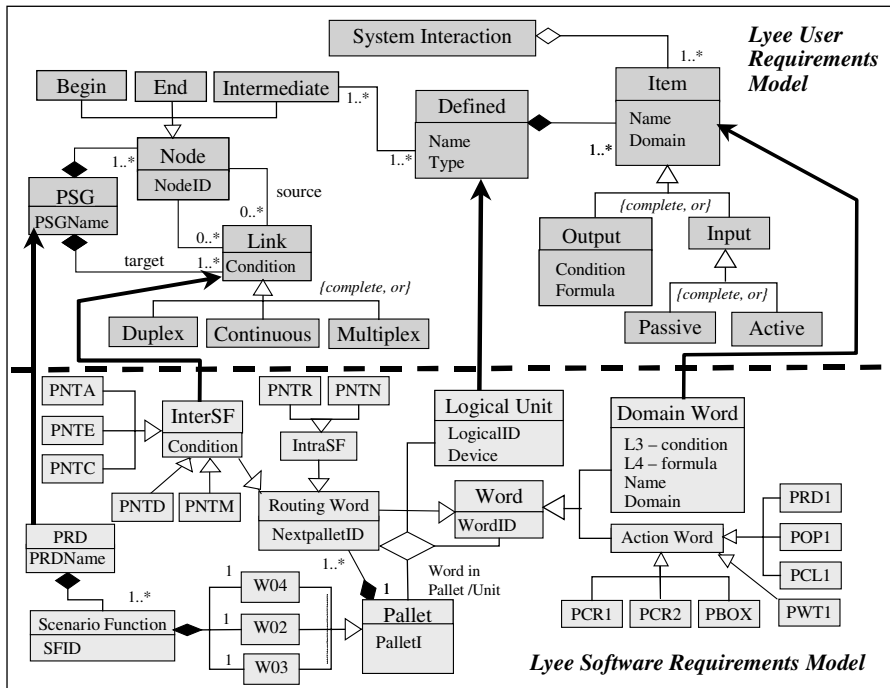 System Interaction
Lyee User
Requirements
Model
1..*
Begin
End
Intermediate
1..*
Defined
Name
Type
1..*
Item
Name
Domain
1..*
Node
NodeID
1..*
source
0..*
PSG
PSGName
0..*
Link
Condition
target
1..*
{complete, or}
Duplex
Continuous
Multiplex
{complete, or}
Output
Condition
Formula
Input
{complete, or}
Passive
Active
PNTA
PNTE
PNTC
InterSF
Condition
PNTR
PNTN
IntraSF
PNTD
PNTM
Logical Unit
LogicalID
Device
Domain Word
L3 – condition
L4 – formula
Name
Domain
Routing Word
NextpalletID
Word
WordID
Action Word
PRD1
POP1
PCL1
PWT1
PCR1
PCR2
PBOX
PRD
PRDName
1..*
Scenario Function
SFID
1
W04
1
W02
1
W03
1..*
1
Word in
Pallet /Unit
Pallet
PalletI
Lyee Software Requirements Model